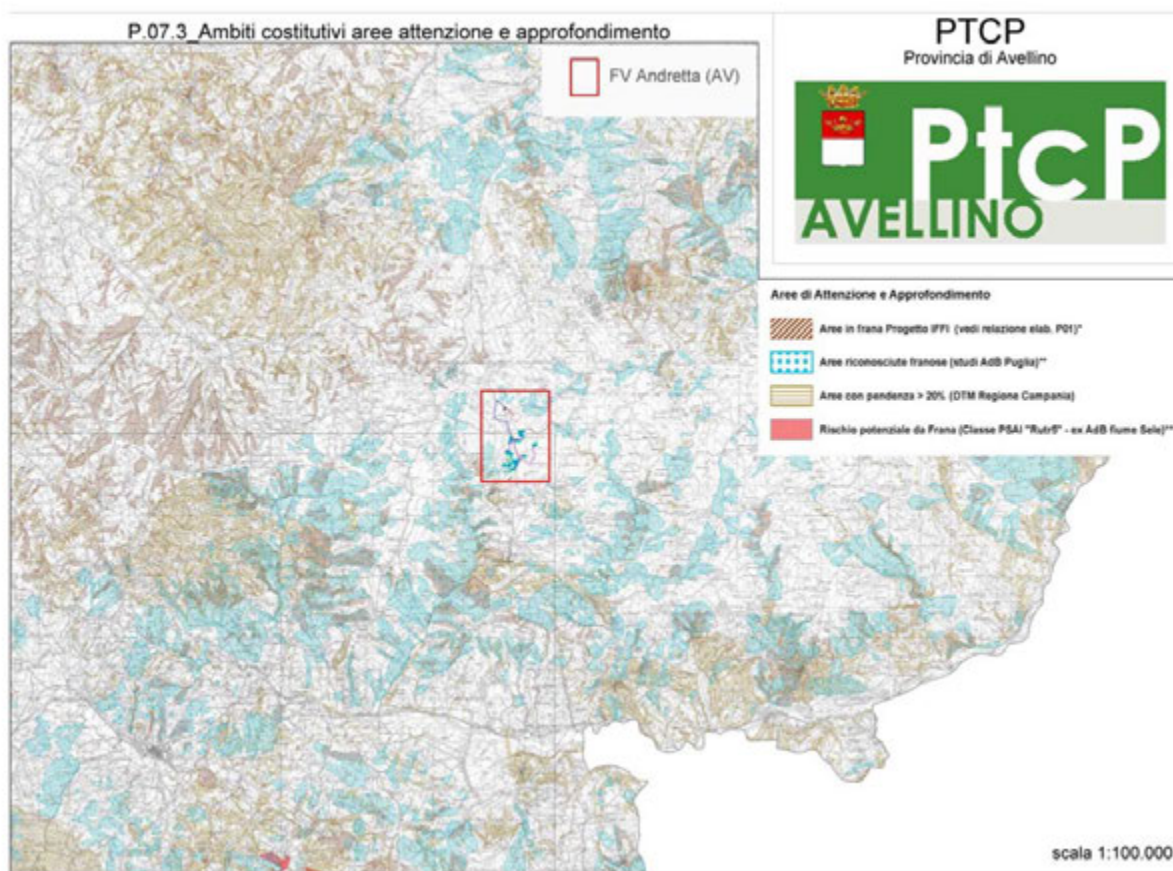 P.07.3_Ambiti costitutivi aree attenzione e approfondimento
FV Andretta (AV)
PTCP
Provincia di Avellino
PtcP
AVELLINO
Aree di Attenzione e Approfondimento
Aree in frana Progetto IFFI (vedi relazione elab. P01)*
Aree riconosciute franose (studi AdB Puglia)**
Aree con pendenza > 20% (DTM Regione Campania)
Rischio potenziale da Frana (Classe PSAI "Rutr5" - ex AdB fiume Sele)**
scala 1:100.000